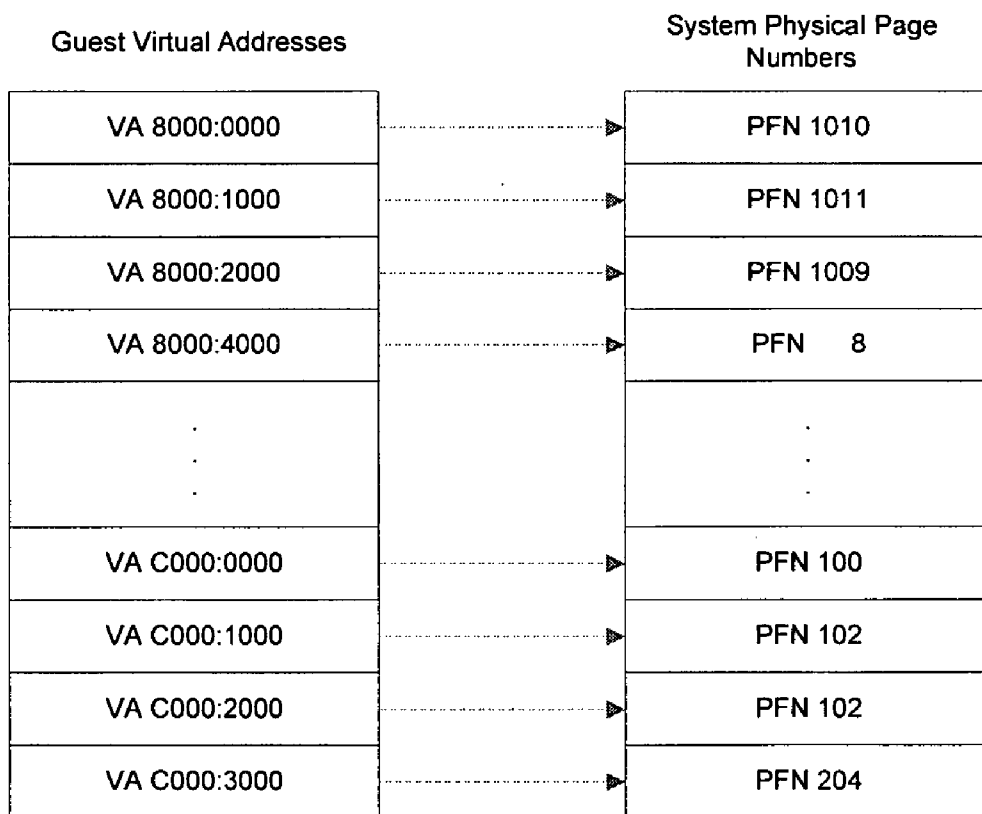 Guest Virtual Addresses
System Physical Page
Numbers
VA 8000:0000
PFN 1010
VA 8000:1000
PFN 1011
VA 8000:2000
PFN 1009
VA 8000:4000
PFN 8
VA C000:0000
PFN 100
VA C000:1000
PFN 102
VA C000:2000
PFN 102
VA C000:3000
PFN 204